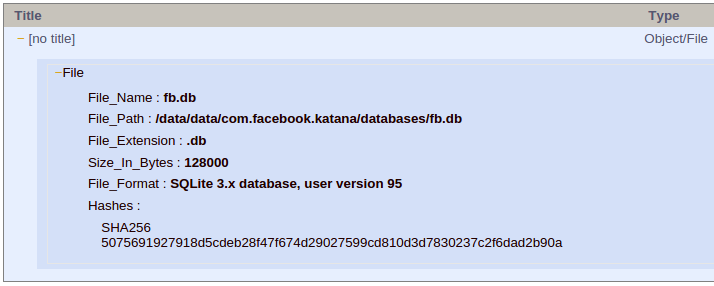 Title Type
− [no title] Object/File
−File
File_Name : fb.db
File_Path : /data/data/com.facebook.katana/databases/fb.db
File_Extension : .db
Size_In_Bytes : 128000
File_Format : SQLite 3.x database, user version 95
Hashes :
SHA256
5075691927918d5cdeb28f47f674d29027599cd810d3d7830237c2f6dad2b90a